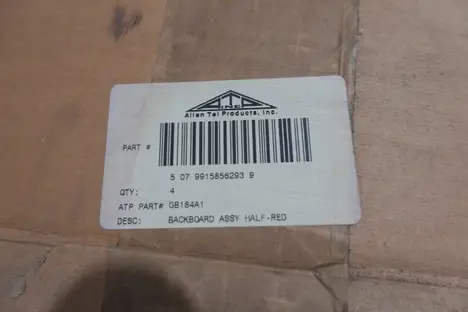 Allen Tel Products, Inc.
PART #
5 07 9915856293 9
QTY: 4
ATP PART# GB184A1
DESC: BACKBOARD ASSY HALF-RED